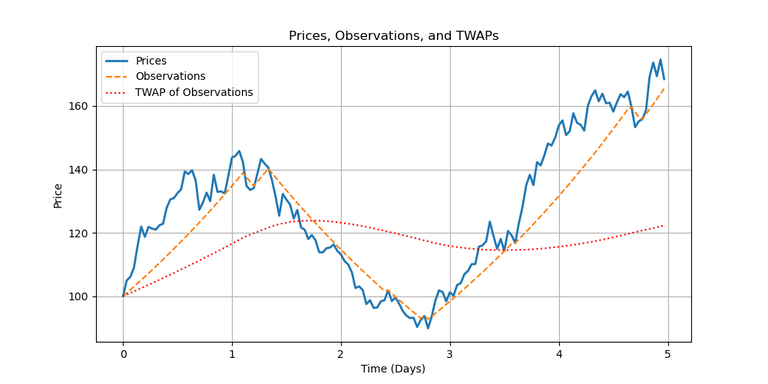 Prices, Observations, and TWAPs
Prices
Observations
TWAP of Observations
Price
160
140
120
100
0 1 2 3 4 5
Time (Days)